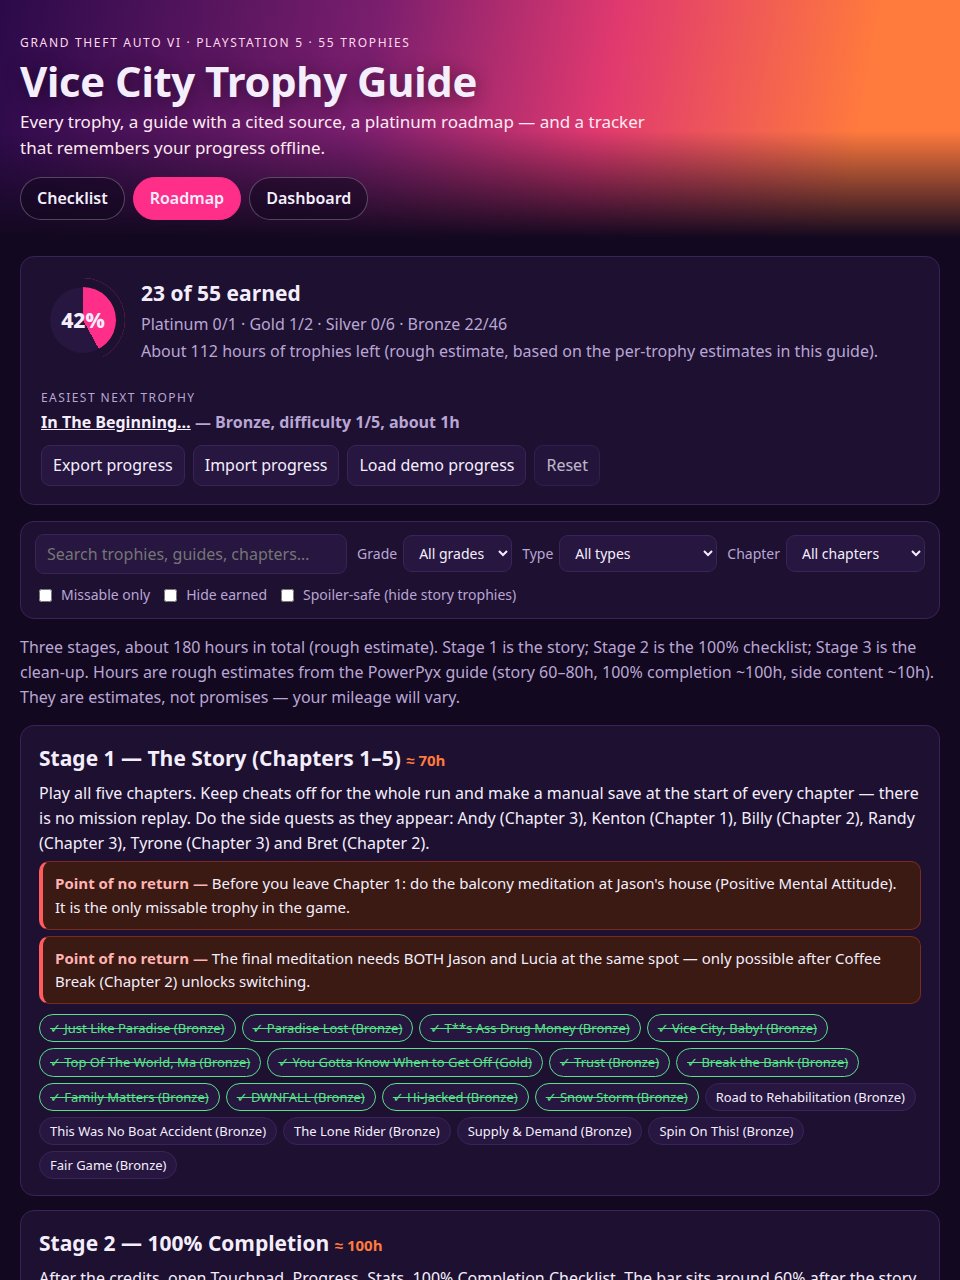 GRAND THEFT AUTO VI · PLAYSTATION 5 · 55 TROPHIES
Vice City Trophy Guide
Every trophy, a guide with a cited source, a platinum roadmap — and a tracker
that remembers your progress offline.
Checklist
Roadmap
Dashboard
42%
23 of 55 earned
Platinum 0/1 · Gold 1/2 · Silver 0/6 · Bronze 22/46
About 112 hours of trophies left (rough estimate, based on the per-trophy estimates in this guide).
EASIEST NEXT TROPHY
In The Beginning... — Bronze, difficulty 1/5, about 1h
Export progress
Import progress
Load demo progress
Reset
Search trophies, guides, chapters...
Grade
All grades
Type
All types
Chapter
All chapters
Missable only
Hide earned
Spoiler-safe (hide story trophies)
Three stages, about 180 hours in total (rough estimate). Stage 1 is the story; Stage 2 is the 100% checklist; Stage 3 is the
clean-up. Hours are rough estimates from the PowerPyx guide (story 60–80h, 100% completion ~100h, side content ~10h).
They are estimates, not promises — your mileage will vary.
Stage 1 — The Story (Chapters 1–5) ≈ 70h
Play all five chapters. Keep cheats off for the whole run and make a manual save at the start of every chapter — there
is no mission replay. Do the side quests as they appear: Andy (Chapter 3), Kenton (Chapter 1), Billy (Chapter 2), Randy
(Chapter 3), Tyrone (Chapter 3) and Bret (Chapter 2).
Point of no return — Before you leave Chapter 1: do the balcony meditation at Jason's house (Positive Mental Attitude).
It is the only missable trophy in the game.
Point of no return — The final meditation needs BOTH Jason and Lucia at the same spot — only possible after Coffee
Break (Chapter 2) unlocks switching.
✓ Just Like Paradise (Bronze)
✓ Paradise Lost (Bronze)
✓ T**s Ass Drug Money (Bronze)
✓ Vice City, Baby! (Bronze)
✓ Top Of The World, Ma (Bronze)
✓ You Gotta Know When to Get Off (Gold)
✓ Trust (Bronze)
✓ Break the Bank (Bronze)
✓ Family Matters (Bronze)
✓ DWNFALL (Bronze)
✓ Hi-Jacked (Bronze)
✓ Snow Storm (Bronze)
Road to Rehabilitation (Bronze)
This Was No Boat Accident (Bronze)
The Lone Rider (Bronze)
Supply & Demand (Bronze)
Spin On This! (Bronze)
Fair Game (Bronze)
Stage 2 — 100% Completion ≈ 100h
After the credits, open Touchpad, Progress, Stats, 100% Completion Checklist. The bar sits around 60% after the story